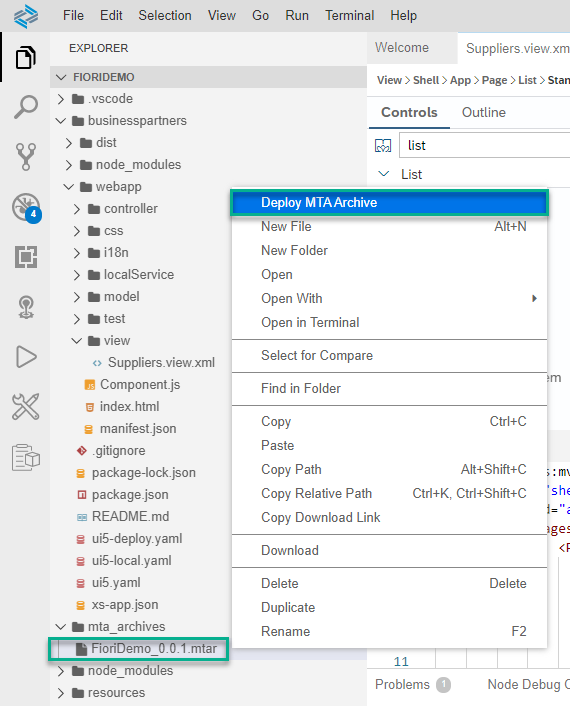 File Edit Selection View Go Run Terminal Help
EXPLORER
FIORIDEMO
.vscode
businesspartners
dist
node_modules
webapp
controller
css
i18n
localService
model
test
view
Suppliers.view.xml
Component.js
index.html
manifest.json
.gitignore
package-lock.json
package.json
README.md
ui5-deploy.yaml
ui5-local.yaml
ui5.yaml
xs-app.json
mta_archives
FioriDemo_0.0.1.mtar
node_modules
resources
4
Welcome Suppliers.view.xm
View > Shell > App > Page > List > Stan
Controls Outline
list
List
Deploy MTA Archive
New File Alt+N
New Folder
Open
Open With
Open in Terminal
Select for Compare
Find in Folder
Copy Ctrl+C
Paste
Copy Path Alt+Shift+C
Copy Relative Path Ctrl+K, Ctrl+Shift+C
Copy Download Link
Download
Delete Delete
Duplicate
Rename F2
em
s:mv
"she
d="a
ages
<P
11
Problems 1 Node Debug C